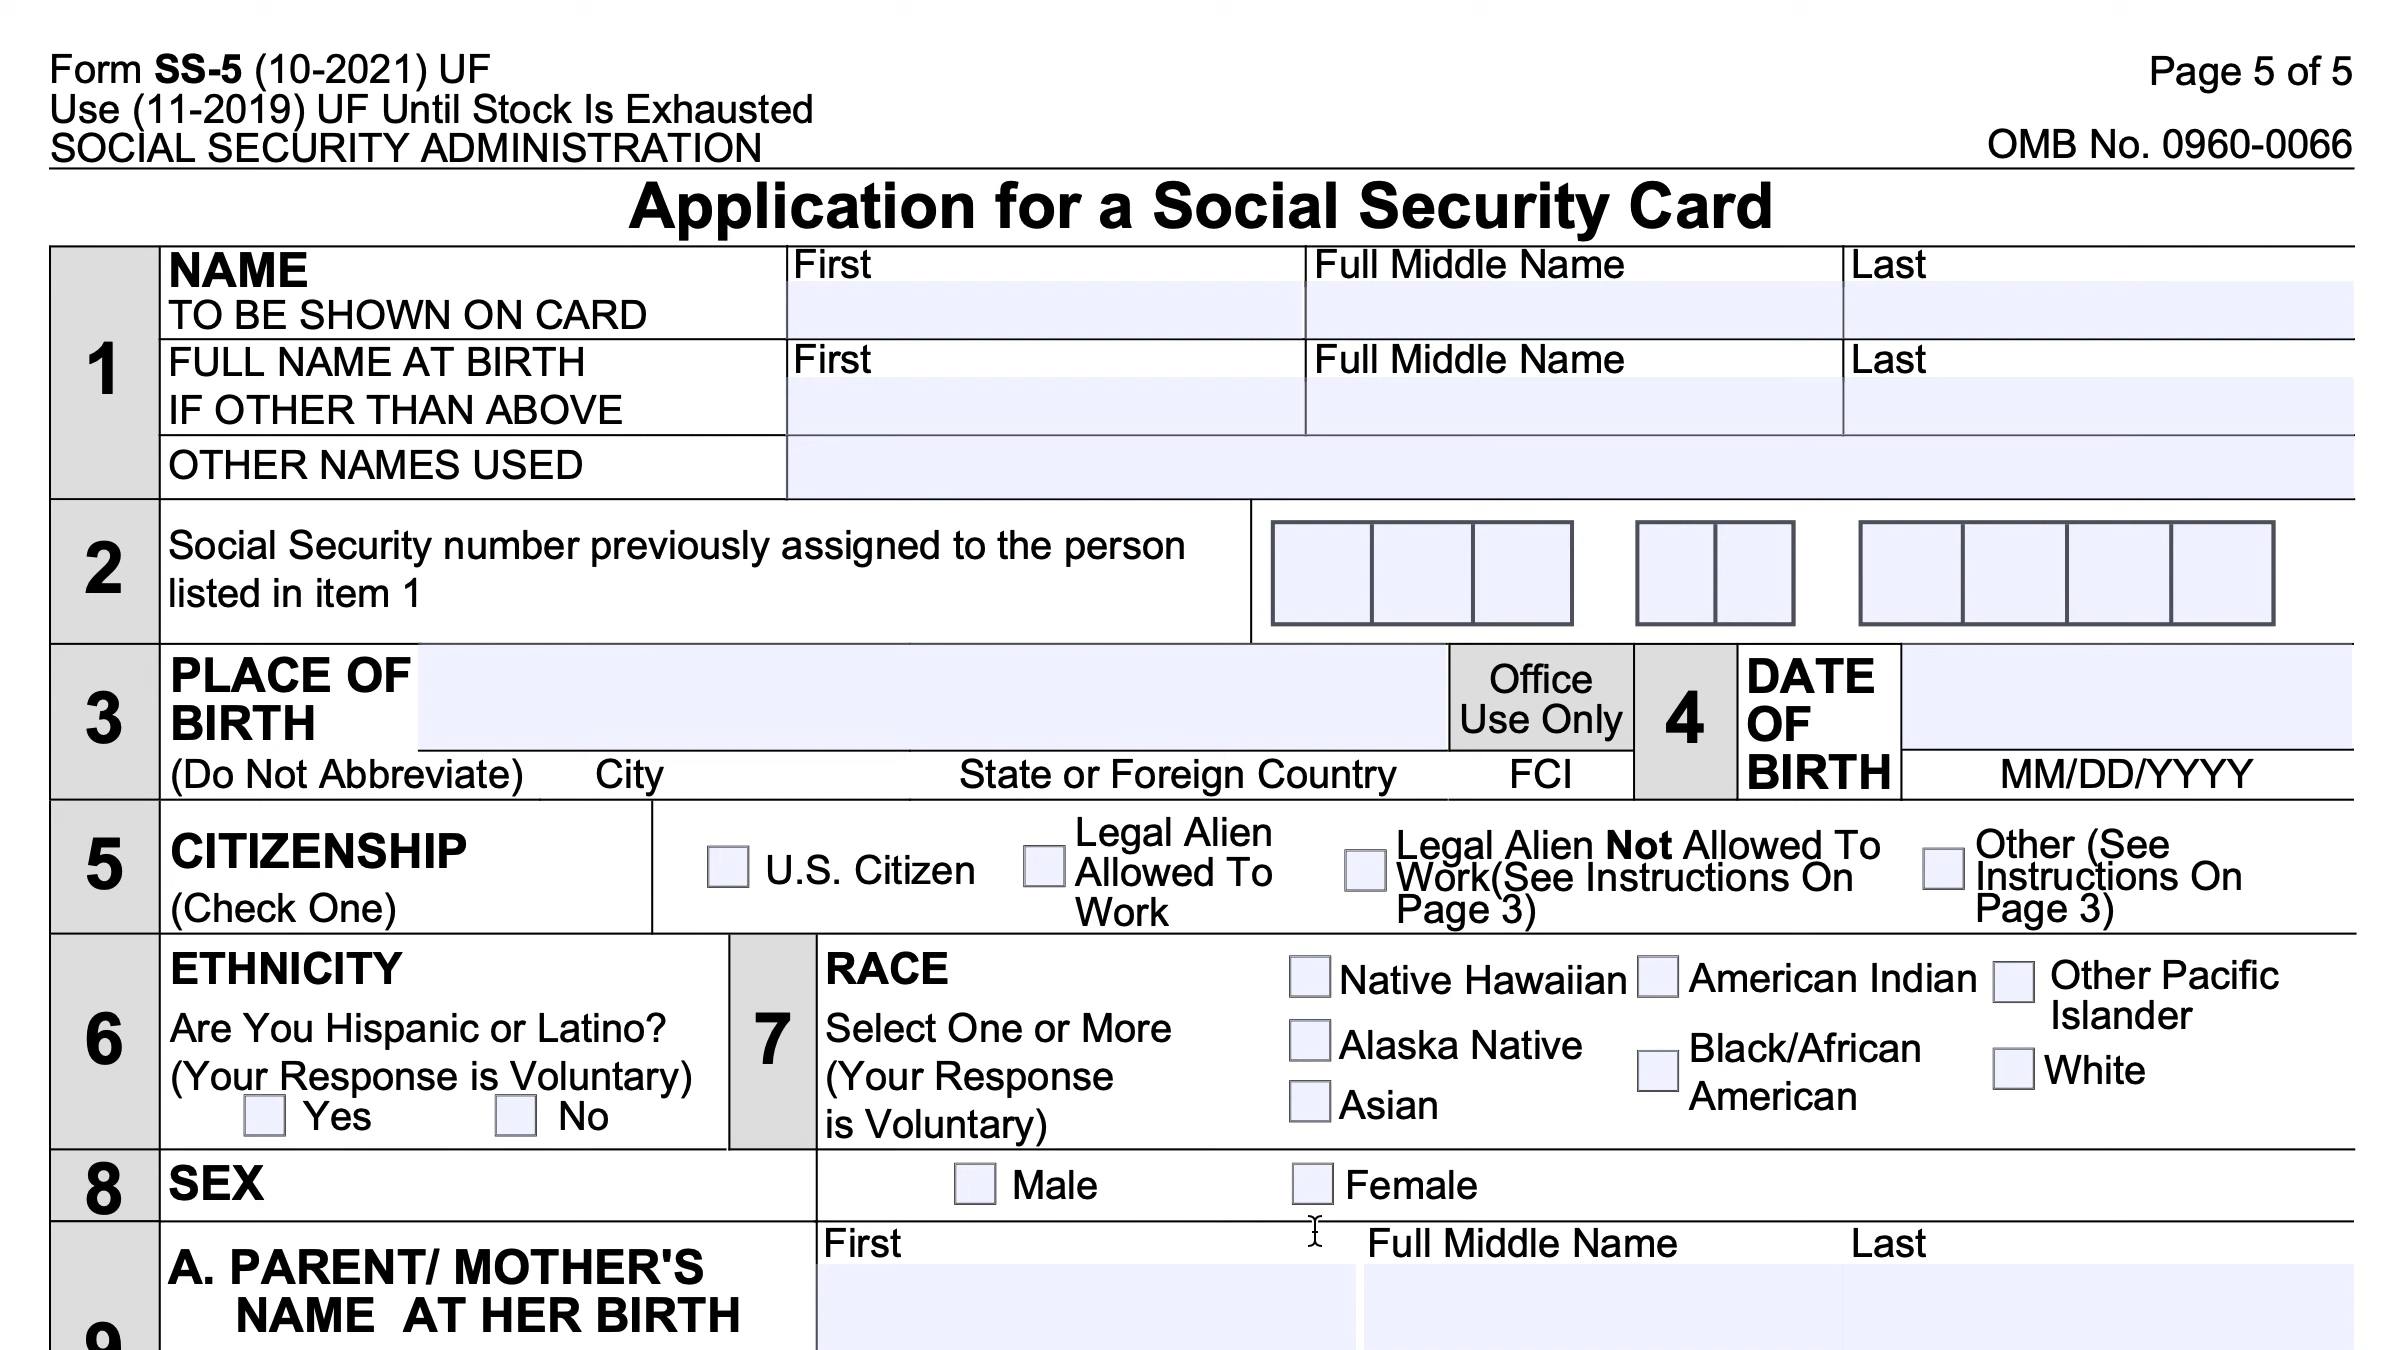 Form SS-5 (10-2021) UF
Use (11-2019) UF Until Stock Is Exhausted
SOCIAL SECURITY ADMINISTRATION
Page 5 of 5
OMB No. 0960-0066
Application for a Social Security Card
1
NAME
TO BE SHOWN ON CARD
First
Full Middle Name
Last
FULL NAME AT BIRTH
IF OTHER THAN ABOVE
First
Full Middle Name
Last
OTHER NAMES USED
2
Social Security number previously assigned to the person
listed in item 1
3
PLACE OF
BIRTH
(Do Not Abbreviate)
City
State or Foreign Country
Office
Use Only
FCI
4
DATE
OF
BIRTH
MM/DD/YYYY
5
CITIZENSHIP
(Check One)
U.S. Citizen
Legal Alien
Allowed To
Work
Legal Alien Not Allowed To
Work(See Instructions On
Page 3)
Other (See
Instructions On
Page 3)
6
ETHNICITY
Are You Hispanic or Latino?
(Your Response is Voluntary)
Yes
No
7
RACE
Select One or More
(Your Response
is Voluntary)
Native Hawaiian
Alaska Native
Asian
American Indian
Black/African
American
Other Pacific
Islander
White
8
SEX
Male
Female
9
A. PARENT/ MOTHER'S
NAME AT HER BIRTH
First
Full Middle Name
Last